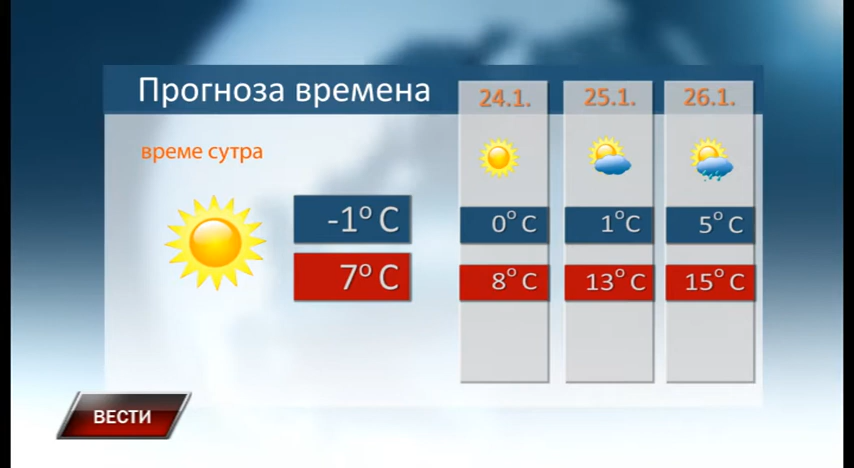 Прогноза времена
24.1.
25.1.
26.1.
време сутра
-1° C
0° C
1°C
5° C
7° C
8° C
13° C
15° C
ВЕСТИ